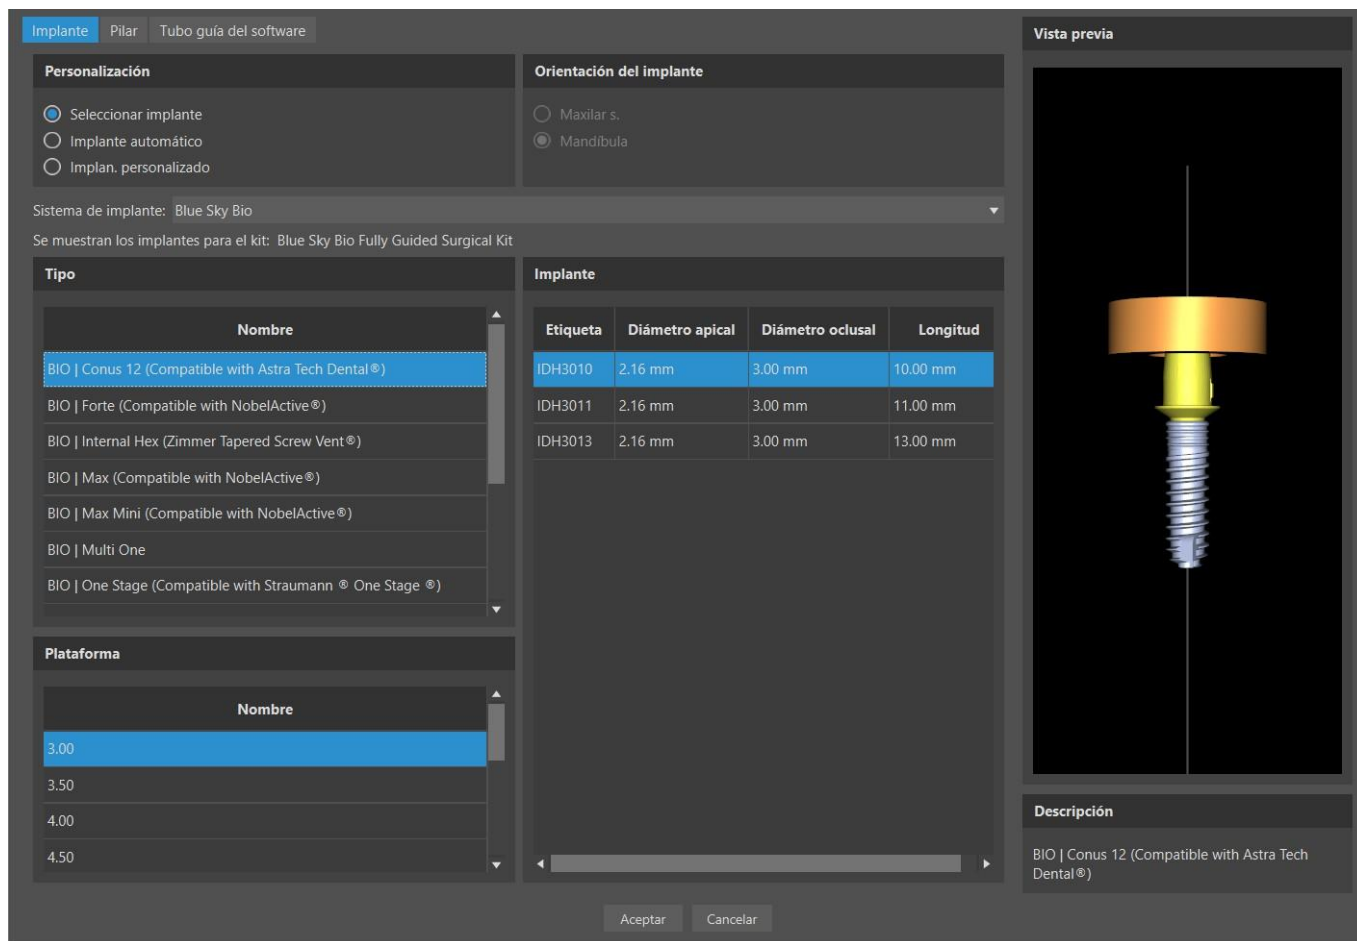 Implante Pilar Tubo guía del software
Personalización
Seleccionar implante
Implante automático
Implan. personalizado
Orientación del implante
Maxilar s.
Mandíbula
Sistema de implante: Blue Sky Bio
Se muestran los implantes para el kit: Blue Sky Bio Fully Guided Surgical Kit
Tipo
Nombre
BIO | Conus 12 (Compatible with Astra Tech Dental®)
BIO | Forte (Compatible with NobelActive®)
BIO | Internal Hex (Zimmer Tapered Screw Vent®)
BIO | Max (Compatible with NobelActive®)
BIO | Max Mini (Compatible with NobelActive®)
BIO | Multi One
BIO | One Stage (Compatible with Straumann ® One Stage ®)
Plataforma
Nombre
3.00
3.50
4.00
4.50
Implante
Etiqueta Diámetro apical Diámetro oclusal Longitud
IDH3010 2.16 mm 3.00 mm 10.00 mm
IDH3011 2.16 mm 3.00 mm 11.00 mm
IDH3013 2.16 mm 3.00 mm 13.00 mm
Vista previa
Descripción
BIO | Conus 12 (Compatible with Astra Tech
Dental®)
Aceptar Cancelar